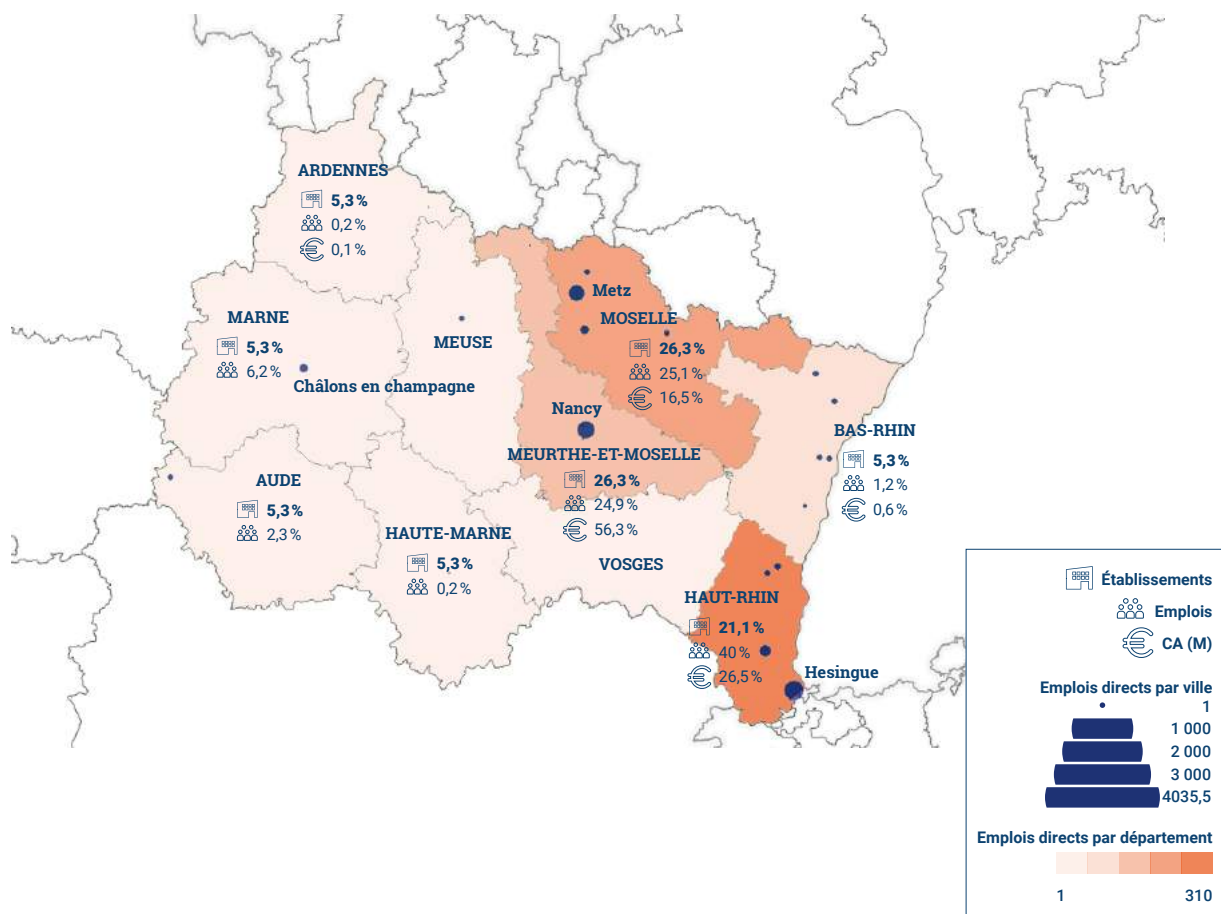 ARDENNES
5,3%
0,2%
0,1%
Metz
MARNE
5,3%
6,2%
Châlons en champagne
MEUSE
MOSELLE
26,3%
25,1%
16,5%
Nancy
MEURTHE-ET-MOSELLE
26,3%
24,9%
56,3%
BAS-RHIN
5,3%
1,2%
0,6%
AUDE
5,3%
2,3%
HAUTE-MARNE
5,3%
0,2%
VOSGES
HAUT-RHIN
21,1%
40%
26,5%
Hesingue
Établissements
Emplois
CA (M)
Emplois directs par ville
1
1 000
2 000
3 000
4035,5
Emplois directs par département
1 310